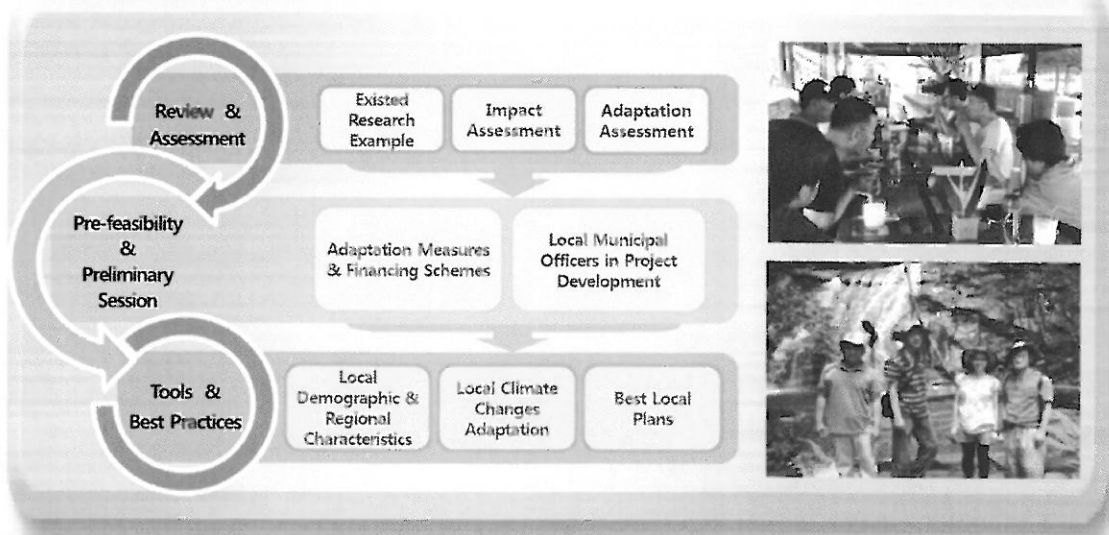 Review &
Assessment
Existed
Research
Example
Impact
Assessment
Adaptation
Assessment
Pre-feasibility
&
Preliminary
Session
Adaptation Measures
& Financing Schemes
Local Municipal
Officers in Project
Development
Tools &
Best Practices
Local
Demographic &
Regional
Characteristics
Local Climate
Changes
Adaptation
Best Local
Plans